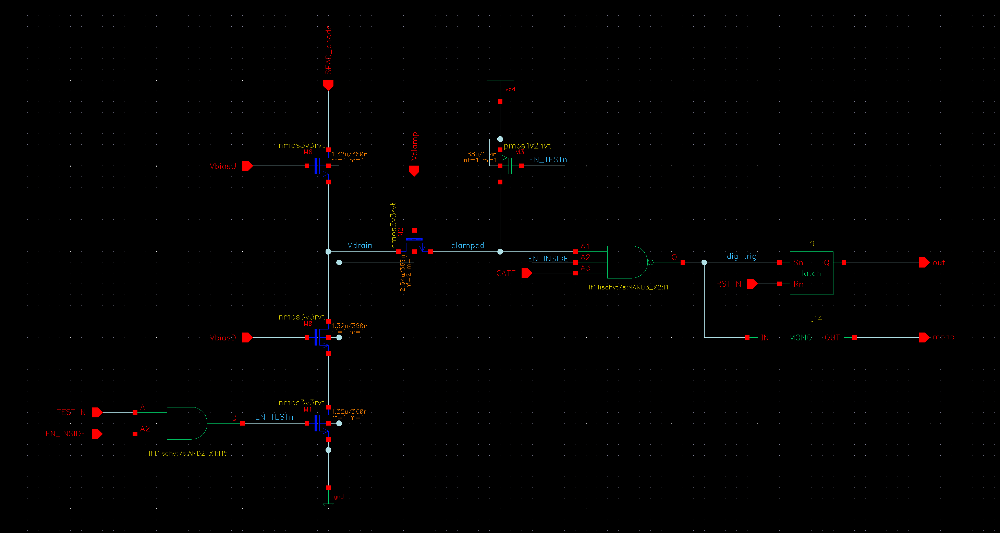 SPAD_anode
vdd
nmos3v3rvt
M6
1.32u/360n
nf=1 m=1
VbiasU
Vclamp
pmos1v2hvt
M3
1.68u/110n
nf=1 m=1
EN_TESTn
nmos3v3rvt
M2
2.64u/360n
nf=2 m=1
Vdrain
clamped
EN_INSIDE
GATE
A1
A2
A3
Q
lf11isdhvt7s:NAND3_X2:I1
dig_trig
I9
Sn
Q
latch
Rn
RST_N
out
I14
IN
MONO
OUT
mono
nmos3v3rvt
M0
1.32u/360n
nf=1 m=1
VbiasD
nmos3v3rvt
M1
1.32u/360n
nf=1 m=1
TEST_N
A1
EN_INSIDE
A2
Q
EN_TESTn
lf11isdhvt7s:AND2_X1:I15
gnd